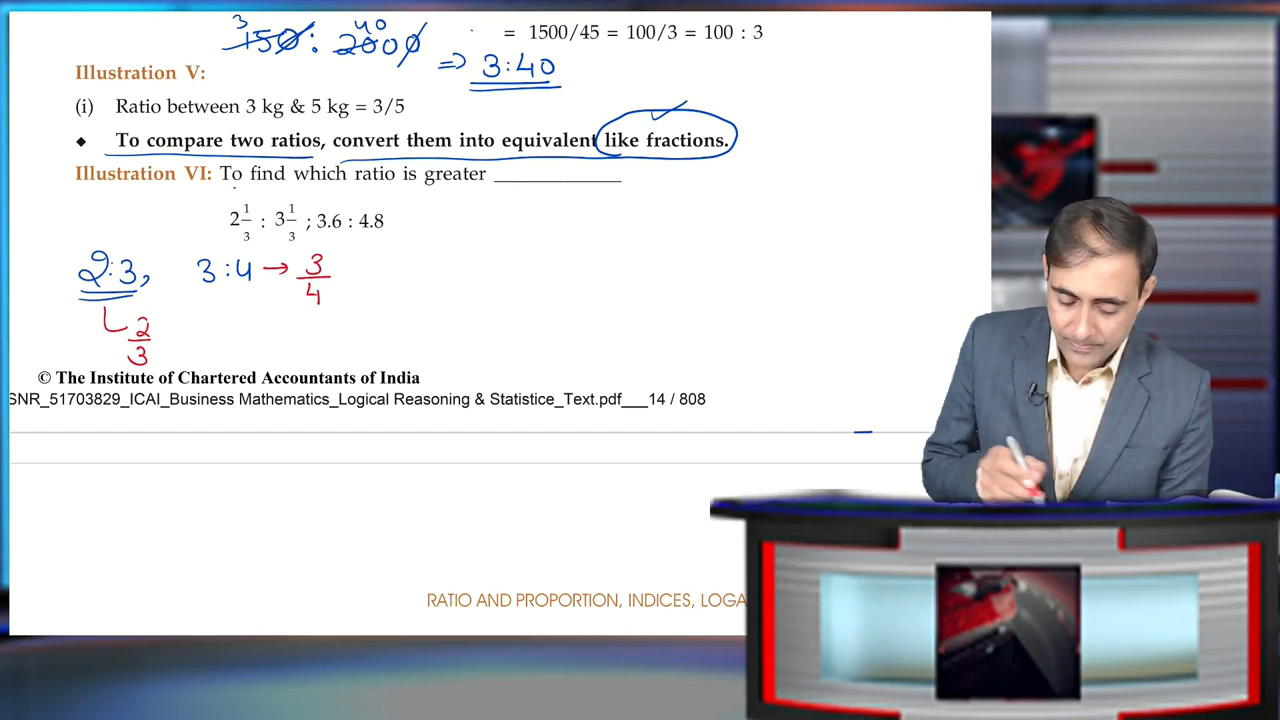 3 40
150 : 2000
= 1500/45 = 100/3 = 100 : 3
=> 3:40
Illustration V:
(i) Ratio between 3 kg & 5 kg = 3/5
◆ To compare two ratios, convert them into equivalent like fractions.
Illustration VI: To find which ratio is greater ____________
2 1/3 : 3 1/3 ; 3.6 : 4.8
2:3, 3:4 → 3/4
2/3
© The Institute of Chartered Accountants of India
SNR_51703829_ICAI_Business Mathematics_Logical Reasoning & Statistice_Text.pdf___14 / 808
RATIO AND PROPORTION, INDICES, LOGA